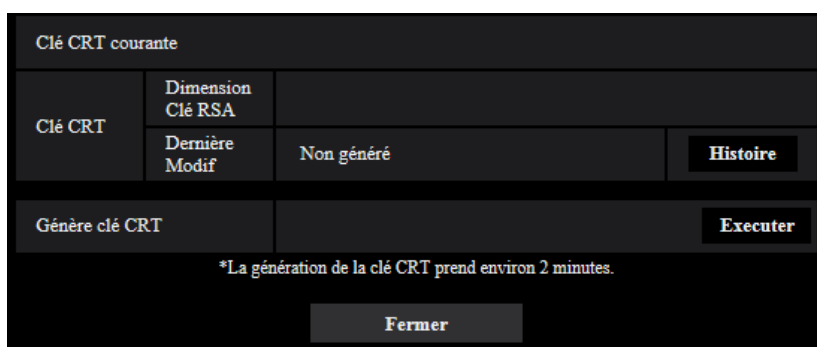 Clé CRT courante
Clé CRT
Dimension
Clé RSA
Dernière
Modif
Non généré
Histoire
Génère clé CRT
Executer
*La génération de la clé CRT prend environ 2 minutes.
Fermer